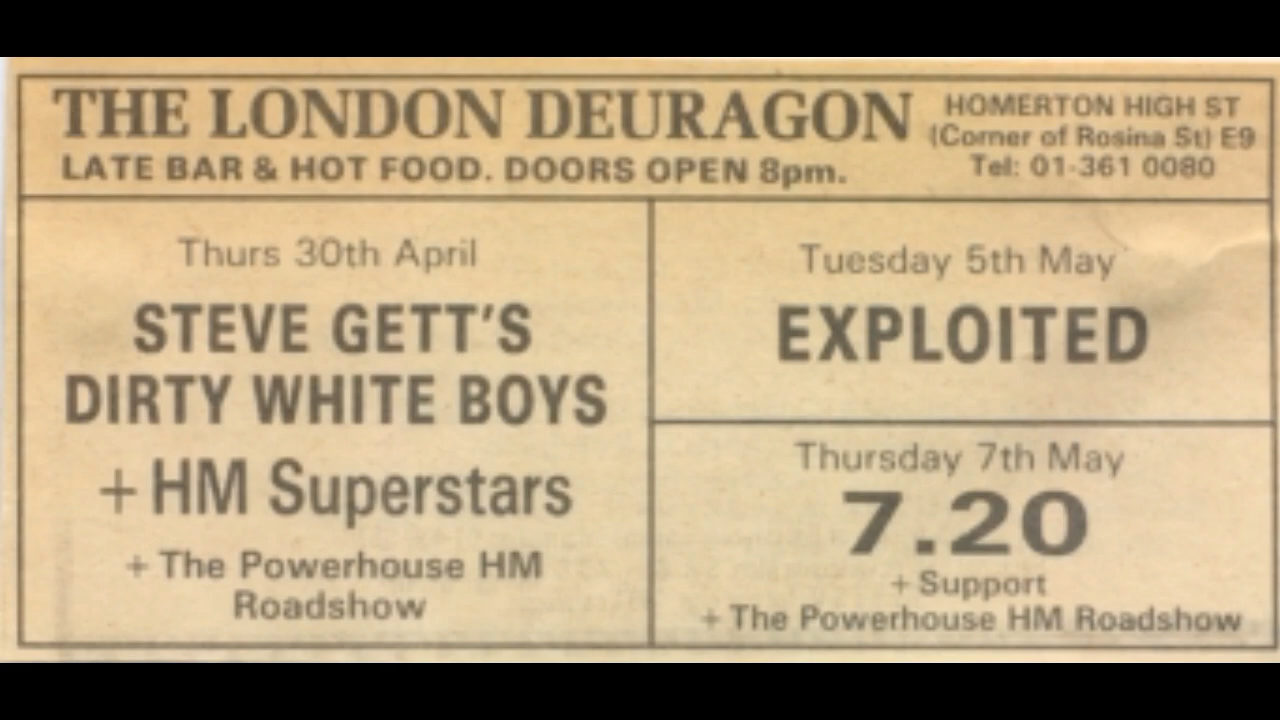 THE LONDON DEURAGON
LATE BAR & HOT FOOD. DOORS OPEN 8pm.
HOMERTON HIGH ST
(Corner of Rosina St) E9
Tel: 01-361 0080
Thurs 30th April
STEVE GETT'S
DIRTY WHITE BOYS
+ HM Superstars
+ The Powerhouse HM
Roadshow
Tuesday 5th May
EXPLOITED
Thursday 7th May
7.20
+ Support
+ The Powerhouse HM Roadshow